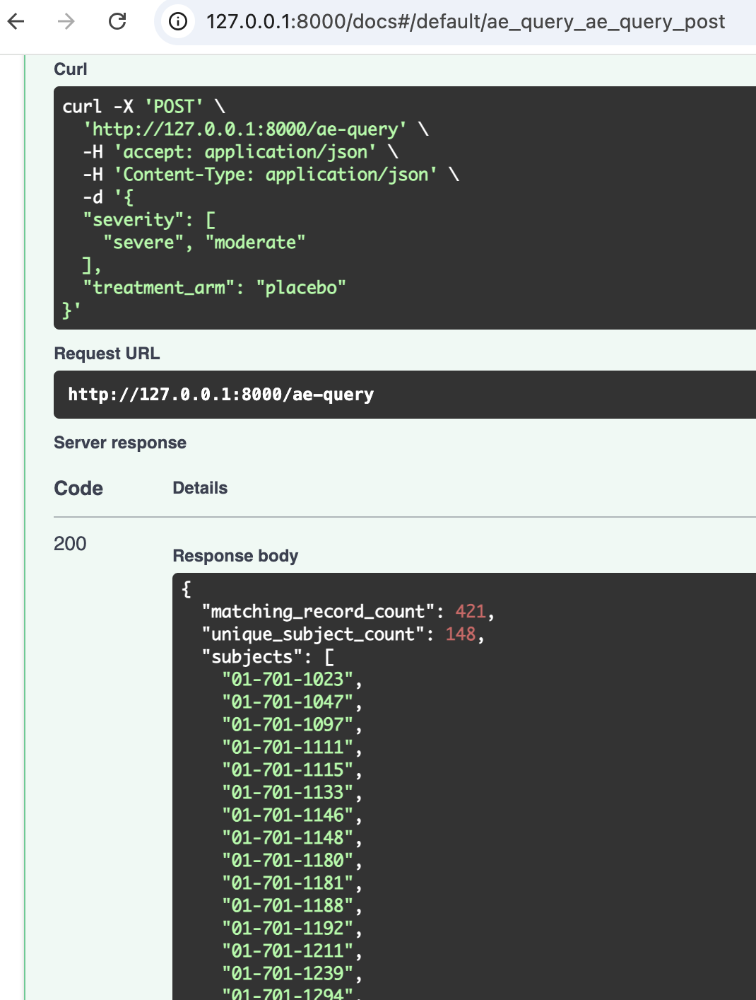 127.0.0.1:8000/docs#/default/ae_query_ae_query_post
Curl
curl -X 'POST' \
'http://127.0.0.1:8000/ae-query' \
-H 'accept: application/json' \
-H 'Content-Type: application/json' \
-d '{
"severity": [
"severe", "moderate"
],
"treatment_arm": "placebo"
}'
Request URL
http://127.0.0.1:8000/ae-query
Server response
Code Details
200
Response body
{
"matching_record_count": 421,
"unique_subject_count": 148,
"subjects": [
"01-701-1023",
"01-701-1047",
"01-701-1097",
"01-701-1111",
"01-701-1115",
"01-701-1133",
"01-701-1146",
"01-701-1148",
"01-701-1180",
"01-701-1181",
"01-701-1188",
"01-701-1192",
"01-701-1211",
"01-701-1239",
"01-701-1294",